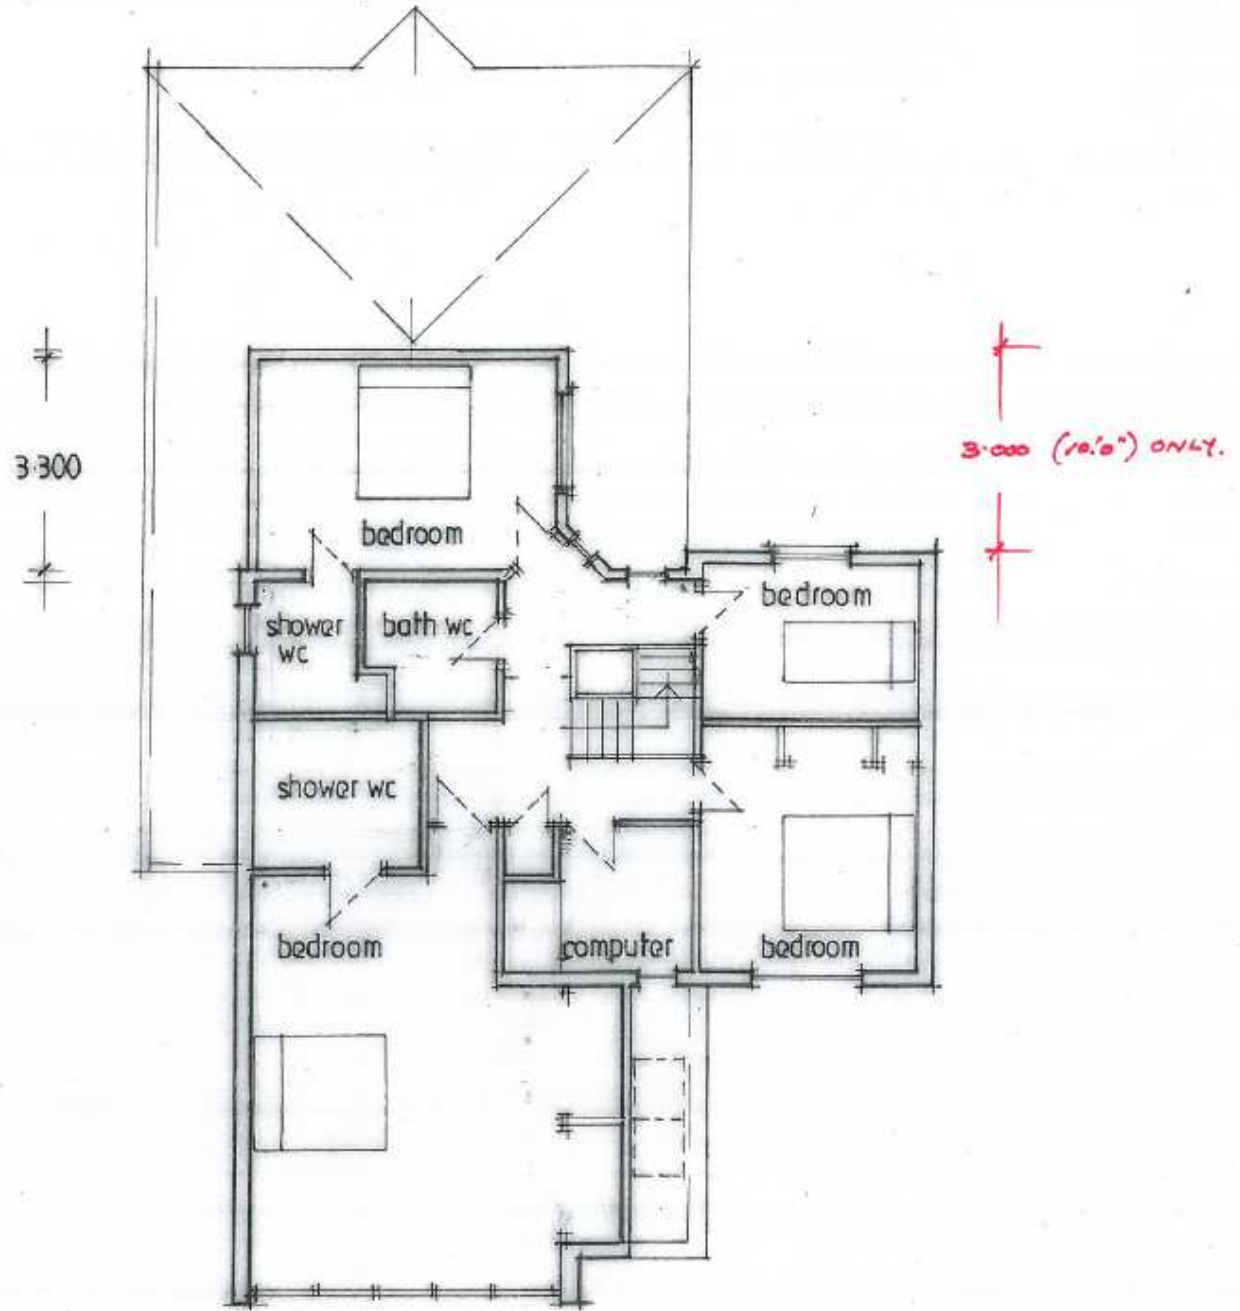 3.300
3.000 (10'.0") ONLY.
bedroom
bedroom
shower
wc
bath wc
shower wc
bedroom
computer
bedroom